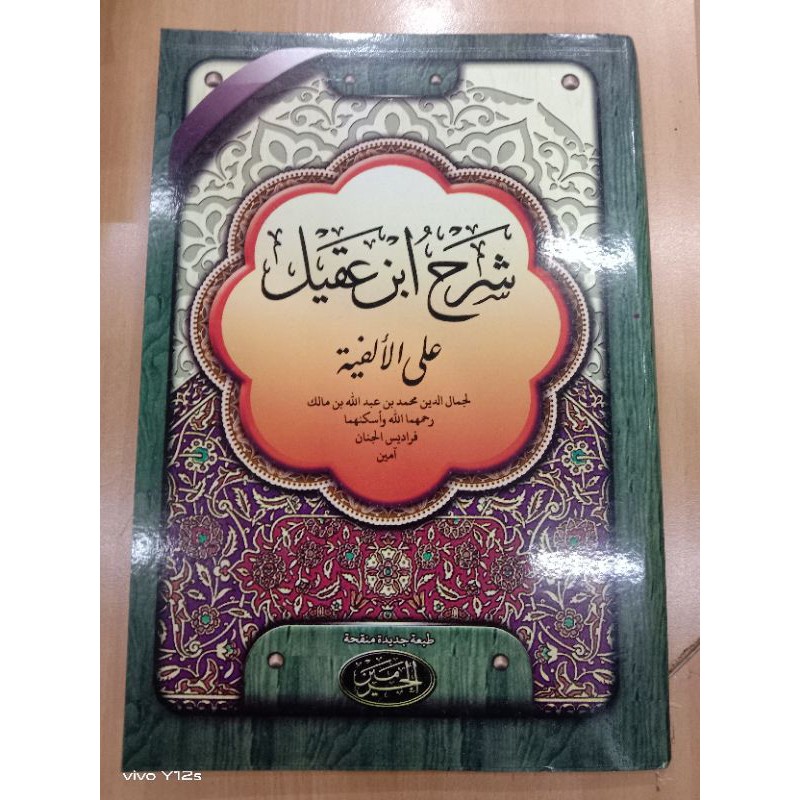 شرح ابن عقيل
على الألفية
لجمال الدين محمد بن عبد الله بن مالك
رحمهما الله وأسكنهما
فراديس الجنان
آمين
طبعة جديدة منقحة
الحرمين
vivo Y12s